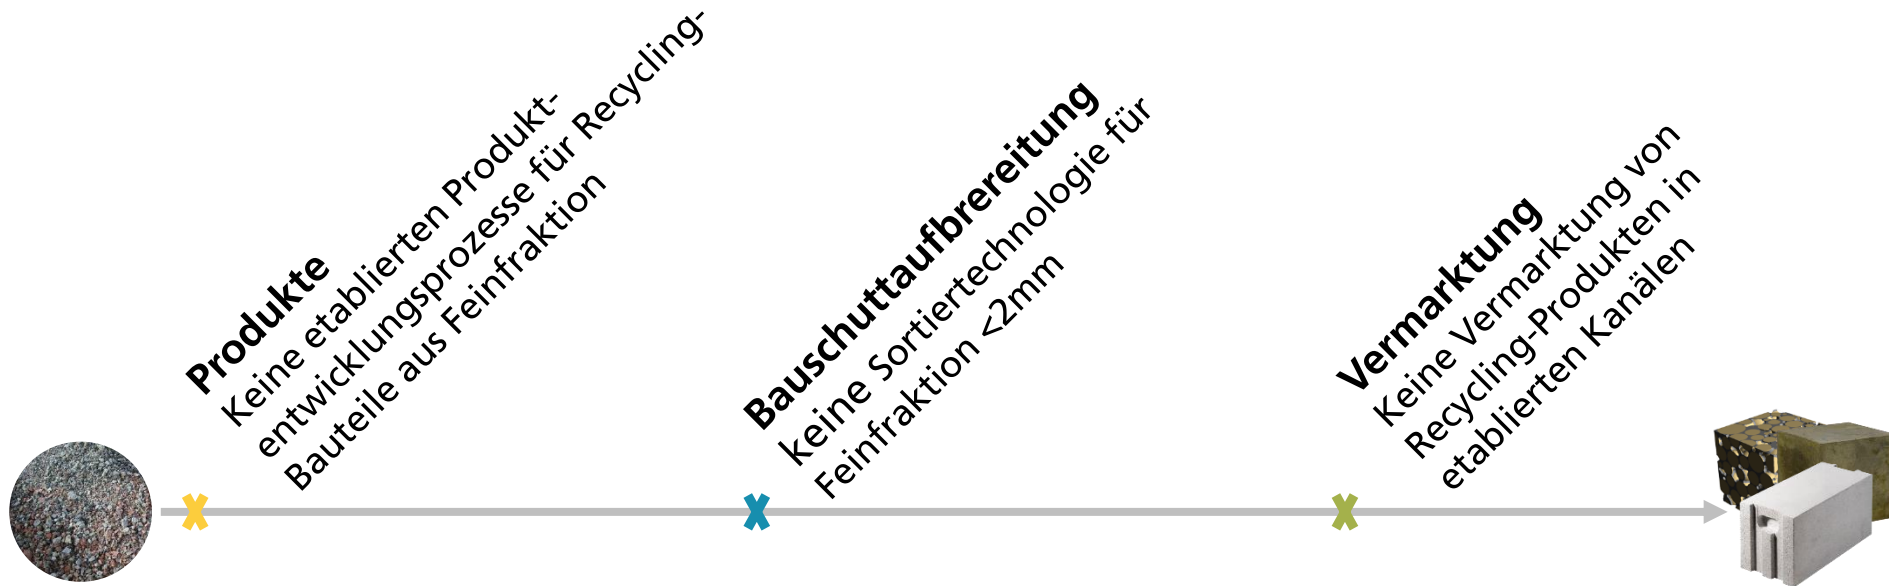 Produkte
Keine etablierten Produkt-
entwicklungsprozesse für Recycling-
Bauteile aus Feinfraktion
Bauschuttaufbrereitung
keine Sortiertechnologie für
Feinfraktion <2mm
Vermarktung
Keine Vermarktung von
Recycling-Produkten in
etablierten Kanälen